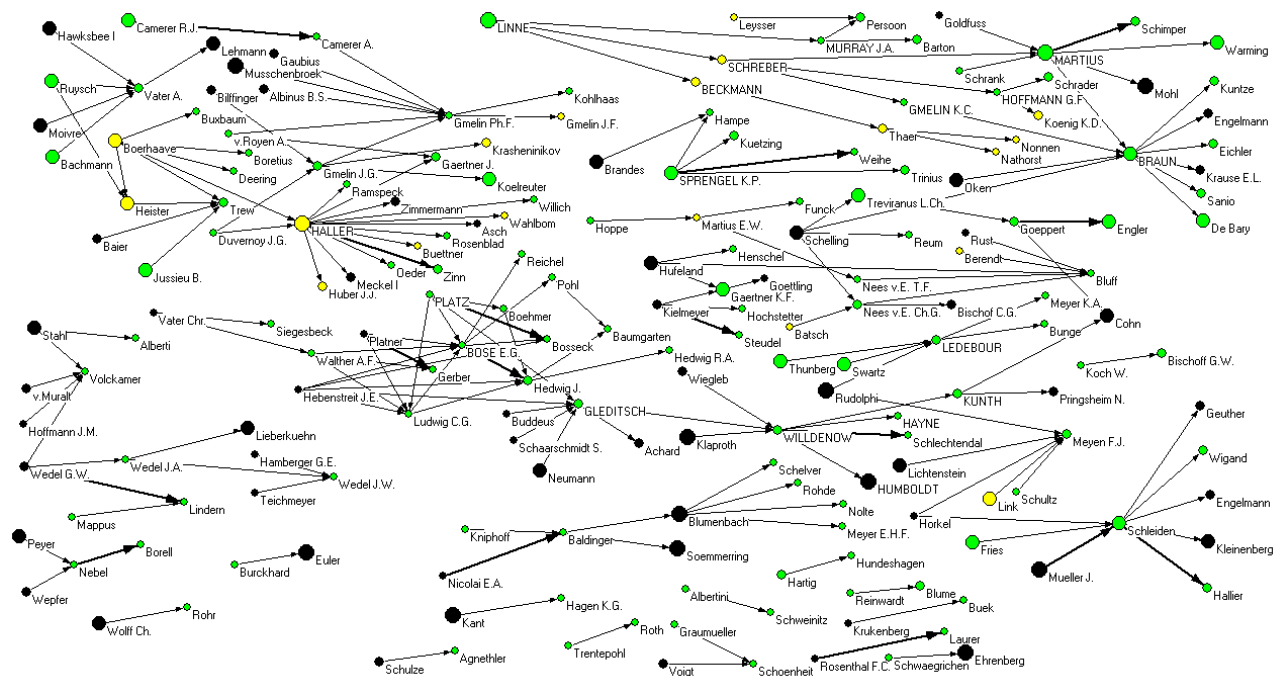 Hawksbee I
Camerer R.J.
Camerer A.
Lehmann
Gaubius
Musschenbroek
Ruysch
Vater A.
Bilffinger
Albinus B.S.
Kohlhaas
Buxbaum
Gmelin Ph.F.
Gmelin J.F.
Moivre
Boerhaave
v.Royen A.
Krasheninikov
Bachmann
Boretius
Gaertner J.
Deering
Gmelin J.G.
Koelreuter
Ramspeck
Heister
Trew
Zimmermann
Willich
Wahlbom
Baier
Duvernoy J.G.
HALLER
Asch
Rosenblad
Buettner
Jussieu B.
Oeder
Zinn
Meckel I
Huber J.J.
LINNE
Leysser
Persoon
MURRAY J.A.
Barton
Goldfuss
Schimper
MARTIUS
Warming
SCHREBER
Schrank
Schrader
Mohl
BECKMANN
HOFFMANN G.F.
Kuntze
GMELIN K.C.
Koenig K.D.
Engelmann
Hampe
Thaer
Nonnen
Kuetzing
Nathorst
Eichler
BRAUN
Brandes
Weihe
Krause E.L.
SPRENGEL K.P.
Trinius
Oken
Sanio
Treviranus L.Ch.
De Bary
Hoppe
Martius E.W.
Funck
Schelling
Goeppert
Engler
Reum
Rust
Berendt
Henschel
Hufeland
Bluff
Goettling
Nees v.E. T.F.
Gaertner K.F.
Kielmeyer
Hochstetter
Nees v.E. Ch.G.
Bischof C.G.
Meyer K.A.
Batsch
Steudel
Cohn
Bunge
LEDEBOUR
Thunberg
Swartz
Bischoff G.W.
Koch W.
Rudolphi
KUNTH
Pringsheim N.
Reichel
Pohl
PLATZ
Boehmer
Stahl
Vater Chr.
Siegesbeck
Alberti
Platner
BOSE E.G.
Bosseck
Baumgarten
Walther A.F.
Hedwig R.A.
Volckamer
Gerber
Wiegleb
v.Muralt
Hebenstreit J.E.
Hedwig J.
Hoffmann J.M.
Ludwig C.G.
GLEDITSCH
Buddeus
Geuther
HAYNE
Klaproth
WILLDENOW
Schlechtendal
Meyen F.J.
Schaarschmidt S.
Achard
Lieberkuehn
Wedel G.W.
Wedel J.A.
Hamberger G.E.
Wedel J.W.
Neumann
Schelver
Lichtenstein
Wigand
HUMBOLDT
Teichmeyer
Rohde
Schultz
Link
Engelmann
Lindern
Mappus
Nolte
Horkel
Blumenbach
Schleiden
Meyer E.H.F.
Peyer
Borell
Kniphoff
Baldinger
Fries
Kleinenberg
Soemmering
Euler
Nebel
Burckhard
Hundeshagen
Mueller J.
Nicolai E.A.
Hartig
Hallier
Wepfer
Albertini
Reinwardt
Blume
Rohr
Hagen K.G.
Buek
Wolff Ch.
Kant
Schweinitz
Krukenberg
Roth
Graumueller
Laurer
Agnethler
Trentepohl
Schulze
Voigt
Schoenheit
Rosenthal F.C.
Schwaegrichen
Ehrenberg